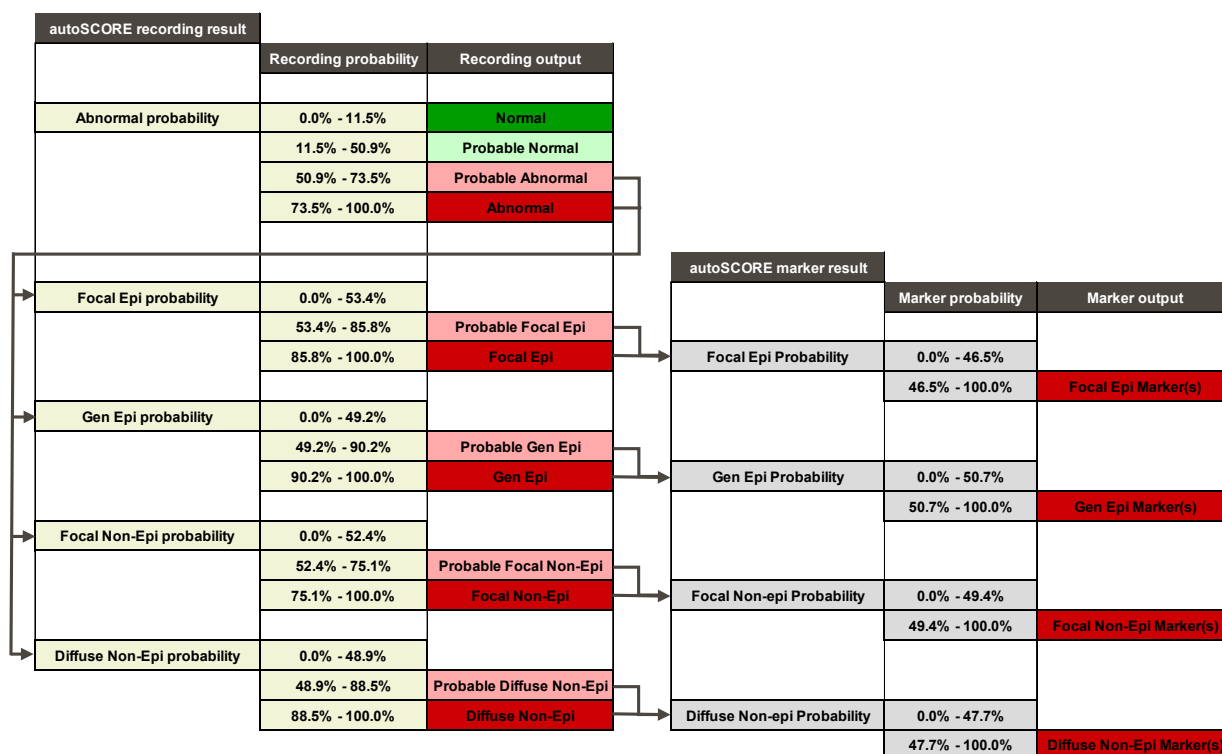 autoSCORE recording result
Recording probability Recording output
Abnormal probability 0.0% - 11.5% Normal
11.5% - 50.9% Probable Normal
50.9% - 73.5% Probable Abnormal
73.5% - 100.0% Abnormal
autoSCORE marker result
Focal Epi probability 0.0% - 53.4% Marker probability Marker output
53.4% - 85.8% Probable Focal Epi
85.8% - 100.0% Focal Epi Focal Epi Probability 0.0% - 46.5%
46.5% - 100.0% Focal Epi Marker(s)
Gen Epi probability 0.0% - 49.2%
49.2% - 90.2% Probable Gen Epi
90.2% - 100.0% Gen Epi Gen Epi Probability 0.0% - 50.7%
50.7% - 100.0% Gen Epi Marker(s)
Focal Non-Epi probability 0.0% - 52.4%
52.4% - 75.1% Probable Focal Non-Epi
75.1% - 100.0% Focal Non-Epi Focal Non-epi Probability 0.0% - 49.4%
49.4% - 100.0% Focal Non-Epi Marker(s)
Diffuse Non-Epi probability 0.0% - 48.9%
48.9% - 88.5% Probable Diffuse Non-Epi
88.5% - 100.0% Diffuse Non-Epi Diffuse Non-epi Probability 0.0% - 47.7%
47.7% - 100.0% Diffuse Non-Epi Marker(s)